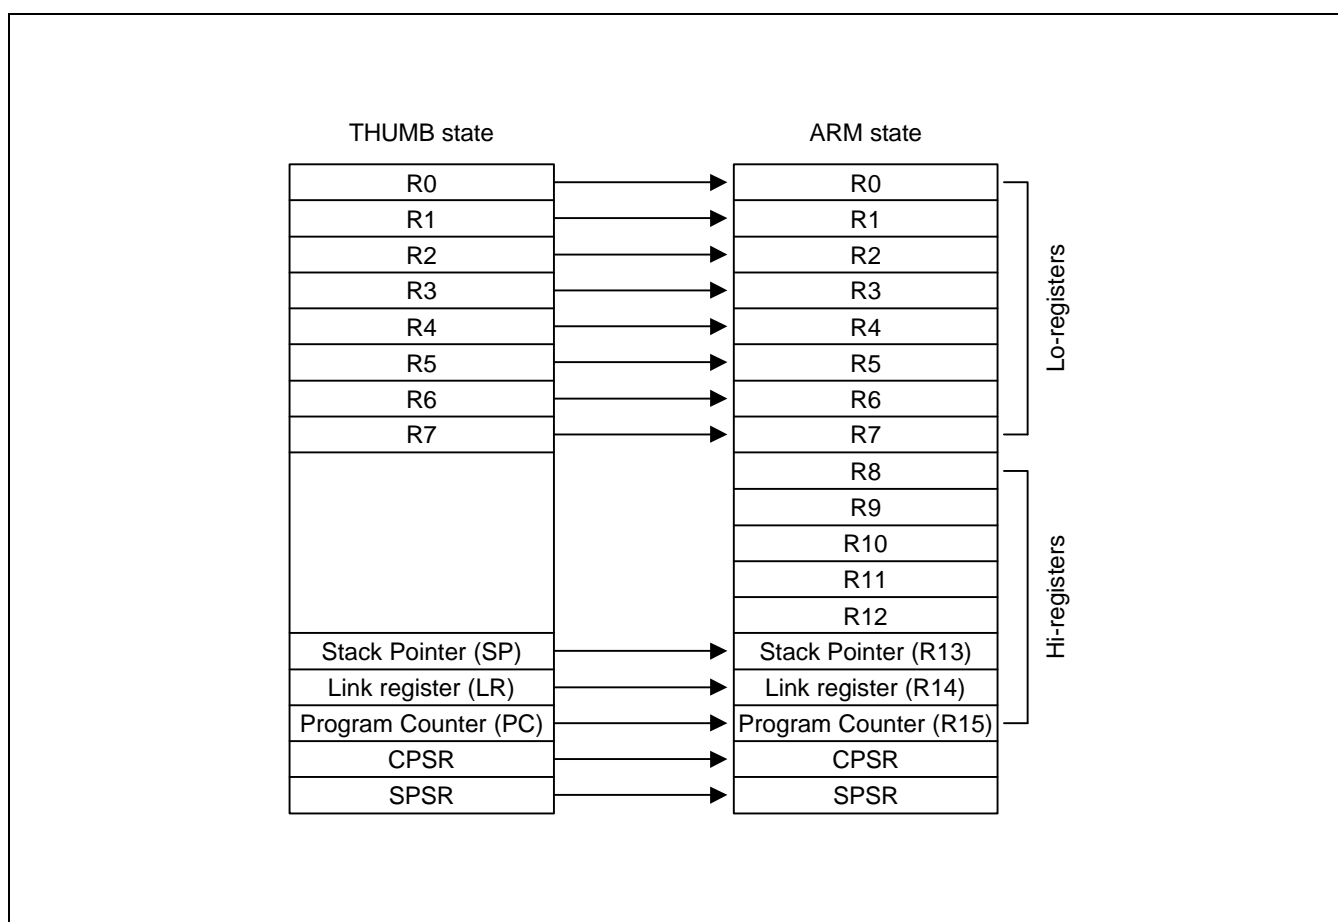 THUMB state
ARM state
R0
R0
R1
R1
R2
R2
R3
R3
R4
R4
R5
R5
R6
R6
R7
R7
Lo-registers
R8
R9
R10
R11
R12
Stack Pointer (SP)
Stack Pointer (R13)
Link register (LR)
Link register (R14)
Program Counter (PC)
Program Counter (R15)
Hi-registers
CPSR
CPSR
SPSR
SPSR